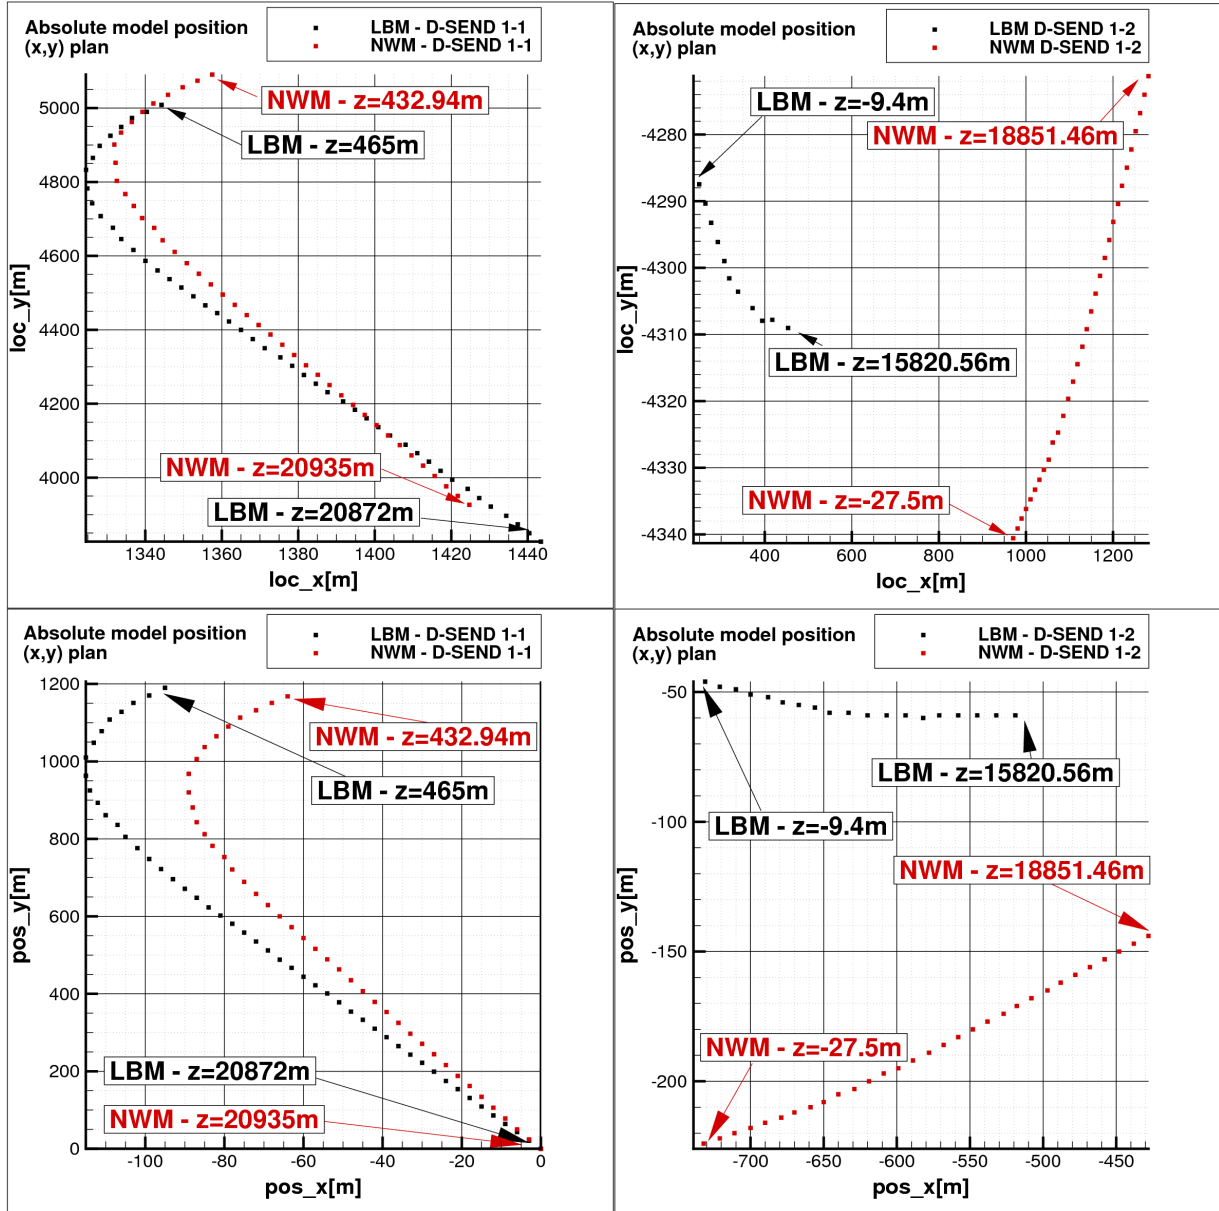 Absolute model position
(x,y) plan
LBM - D-SEND 1-1
NWM - D-SEND 1-1
NWM - z=432.94m
LBM - z=465m
NWM - z=20935m
LBM - z=20872m
5000
4800
4600
4400
4200
4000
loc_y[m]
1340 1360 1380 1400 1420 1440
loc_x[m]
Absolute model position
(x,y) plan
LBM D-SEND 1-2
NWM D-SEND 1-2
LBM - z=-9.4m
NWM - z=18851.46m
LBM - z=15820.56m
NWM - z=-27.5m
-4280
-4290
-4300
-4310
-4320
-4330
-4340
loc_y[m]
400 600 800 1000 1200
loc_x[m]
Absolute model position
(x,y) plan
LBM - D-SEND 1-1
NWM - D-SEND 1-1
NWM - z=432.94m
LBM - z=465m
LBM - z=20872m
NWM - z=20935m
1200
1000
800
600
400
200
0
pos_y[m]
-100 -80 -60 -40 -20 0
pos_x[m]
Absolute model position
(x,y) plan
LBM - D-SEND 1-2
NWM - D-SEND 1-2
LBM - z=15820.56m
LBM - z=-9.4m
NWM - z=18851.46m
NWM - z=-27.5m
-50
-100
-150
-200
pos_y[m]
-700 -650 -600 -550 -500 -450
pos_x[m]